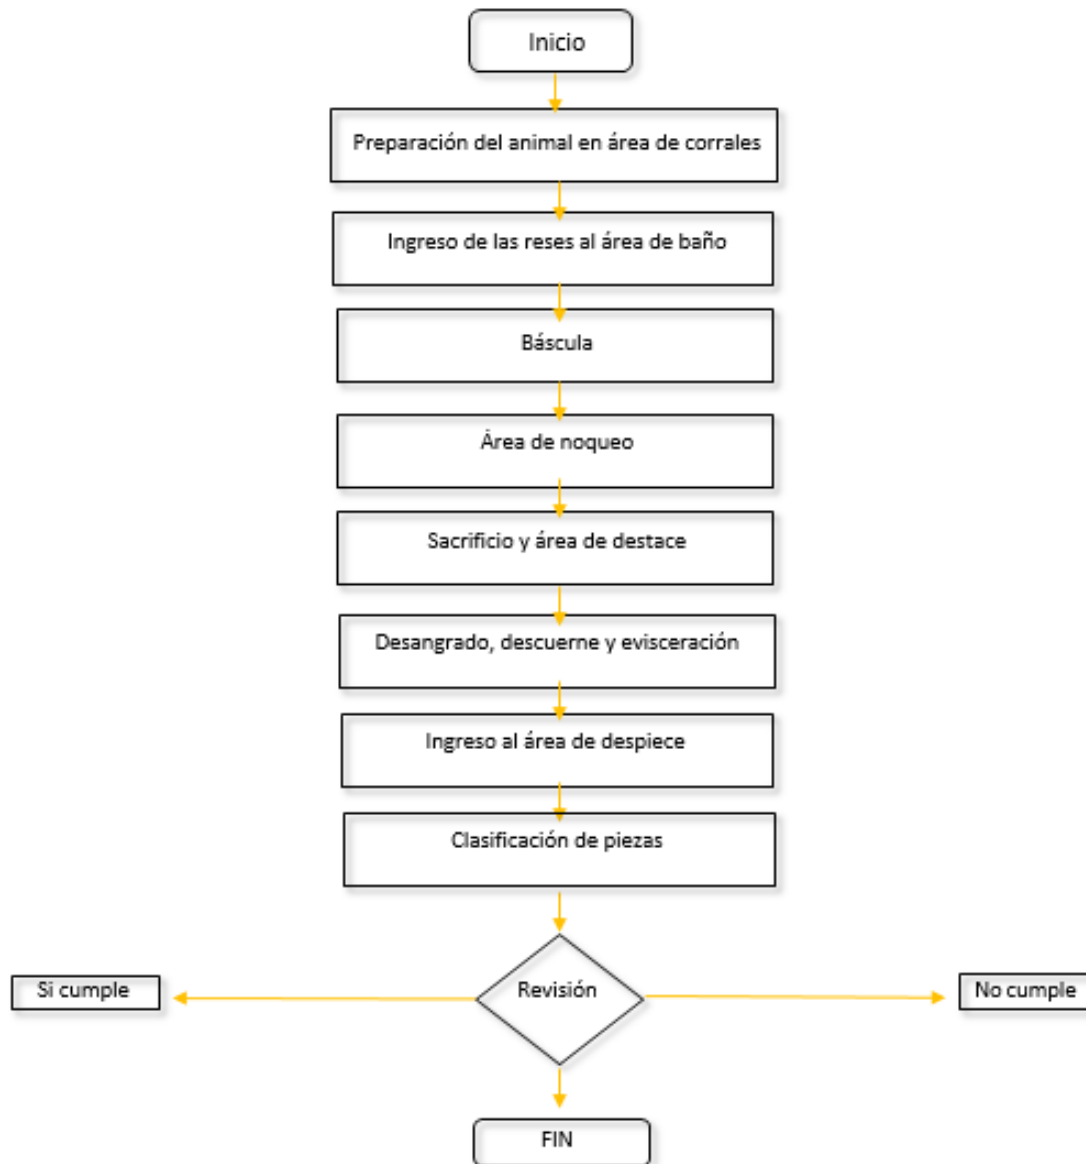 Inicio
Preparación del animal en área de corrales
Ingreso de las reses al área de baño
Báscula
Área de noqueo
Sacrificio y área de destace
Desangrado, descuerne y evisceración
Ingreso al área de despiece
Clasificación de piezas
Revisión
Si cumple
No cumple
FIN